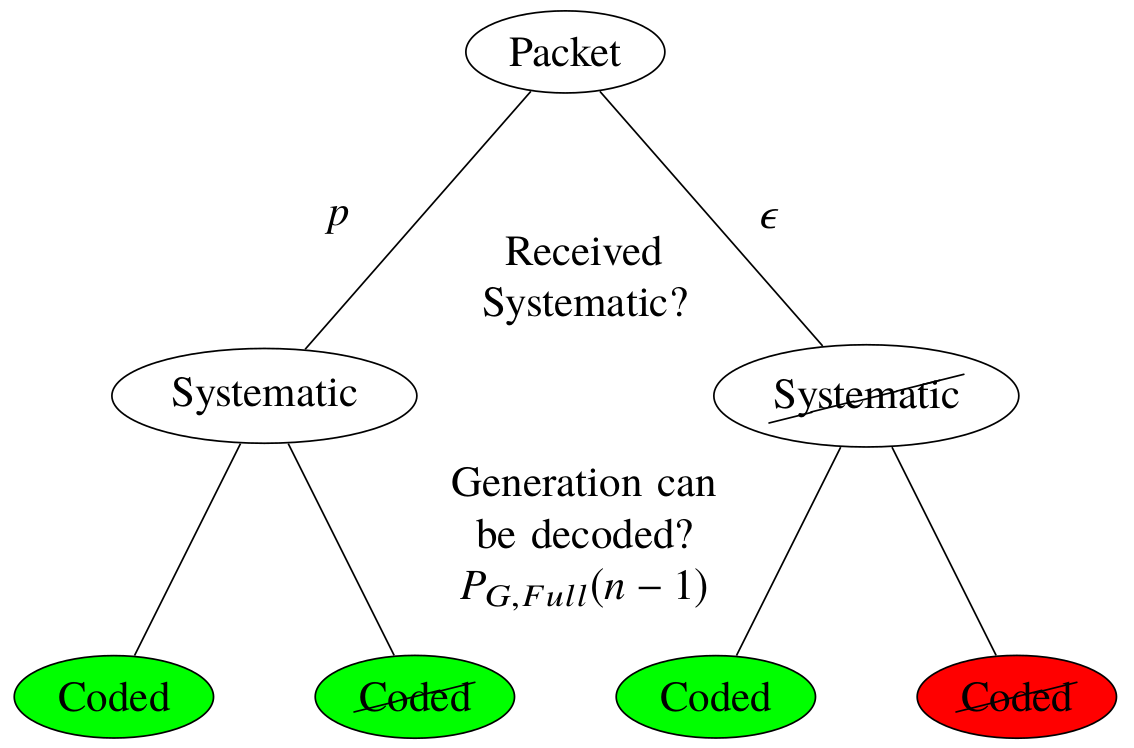 Packet
p
ϵ
Received
Systematic?
Systematic
Systematic
Generation can
be decoded?
P_{G,Full}(n − 1)
Coded
Coded
Coded
Coded